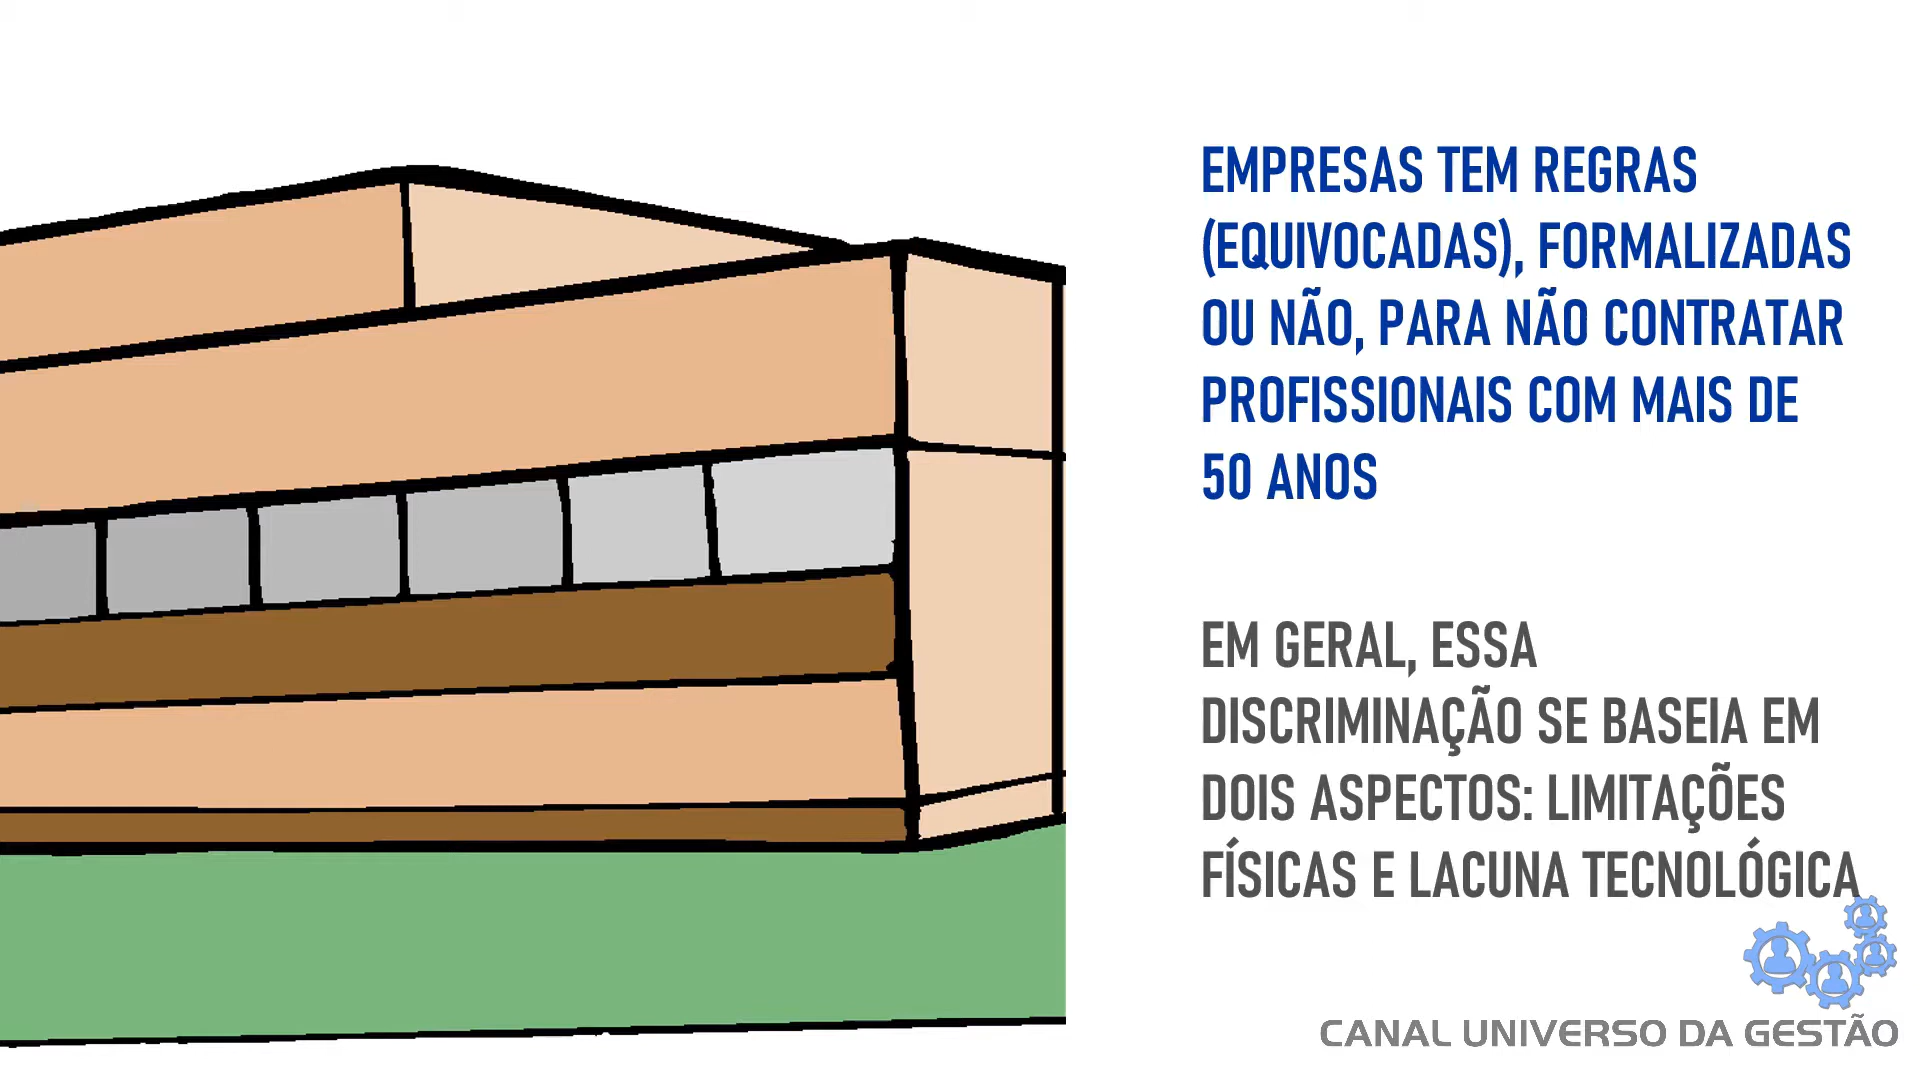 EMPRESAS TEM REGRAS
(EQUIVOCADAS), FORMALIZADAS
OU NÃO, PARA NÃO CONTRATAR
PROFISSIONAIS COM MAIS DE
50 ANOS
EM GERAL, ESSA
DISCRIMINAÇÃO SE BASEIA EM
DOIS ASPECTOS: LIMITAÇÕES
FÍSICAS E LACUNA TECNOLÓGICA
CANAL UNIVERSO DA GESTÃO